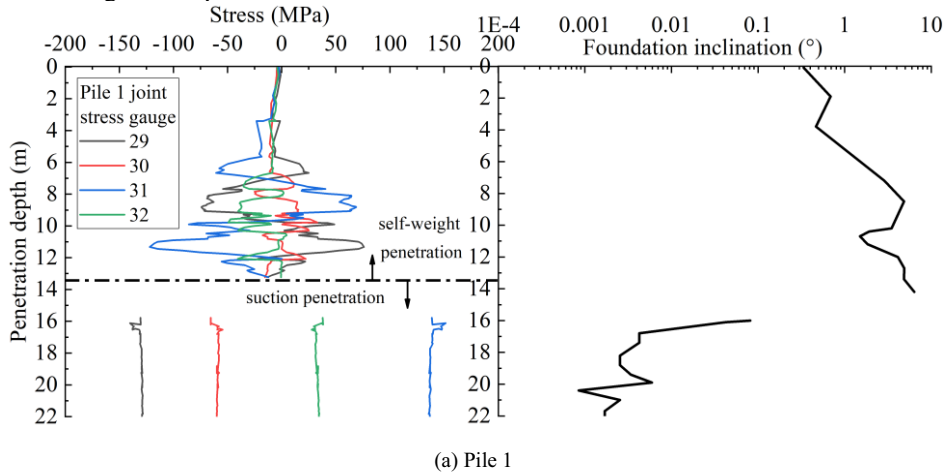 Stress (MPa)
-200 -150 -100 -50 0 50 100 150 200
1E-4 0.001 0.01 0.1 1 10
Foundation inclination (°)
Penetration depth (m)
0
2
4
6
8
10
12
14
16
18
20
22
Pile 1 joint
stress gauge
29
30
31
32
self-weight
penetration
suction penetration
(a) Pile 1